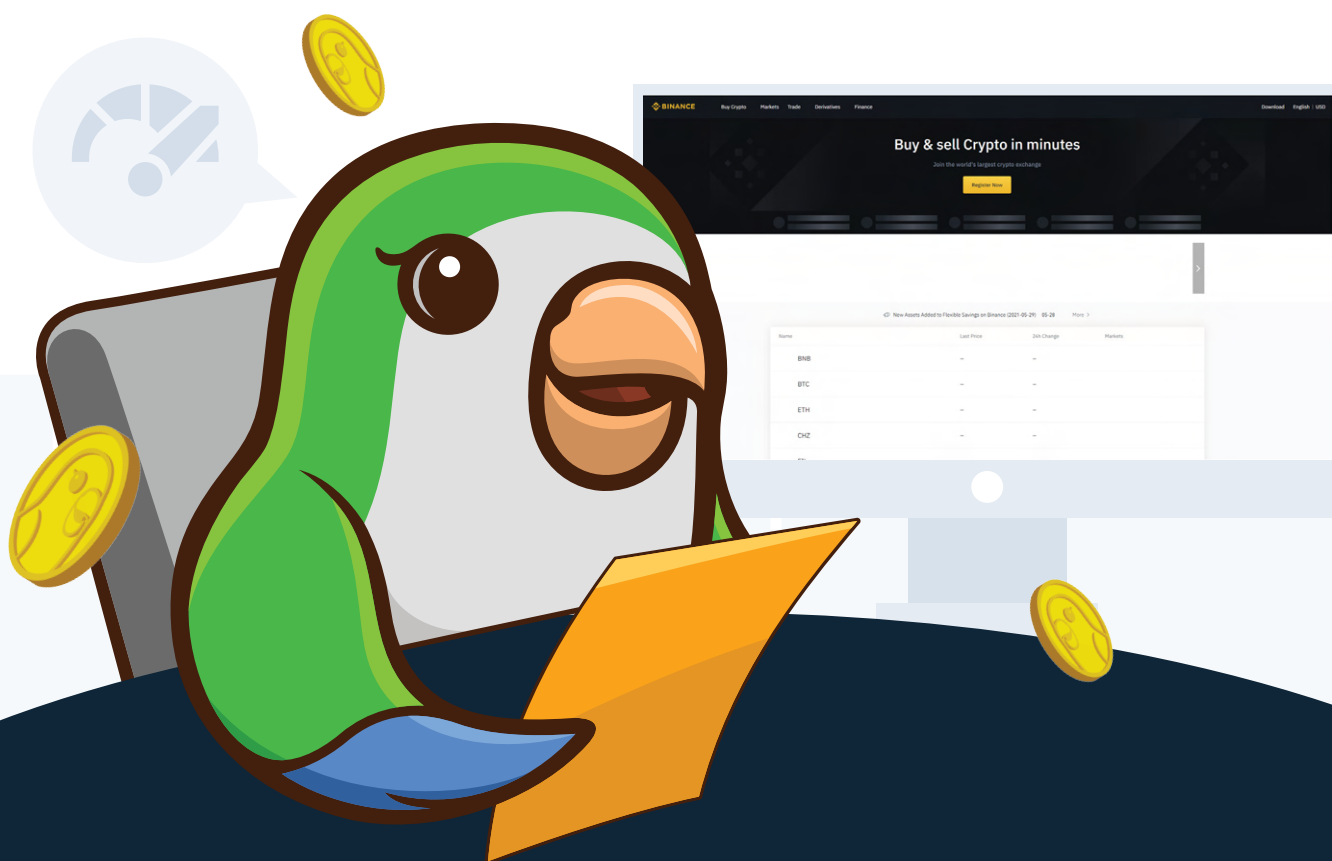 BINANCE Buy Crypto Markets Trade Derivatives Finance Download English | USD
Buy & sell Crypto in minutes
Join the world's largest crypto exchange
Register Now
New Assets Added to Flexible Savings on Binance (2021-05-29) 05-28 More
Name Last Price 24h Change Markets
BNB – –
BTC – –
ETH – –
CHZ – –